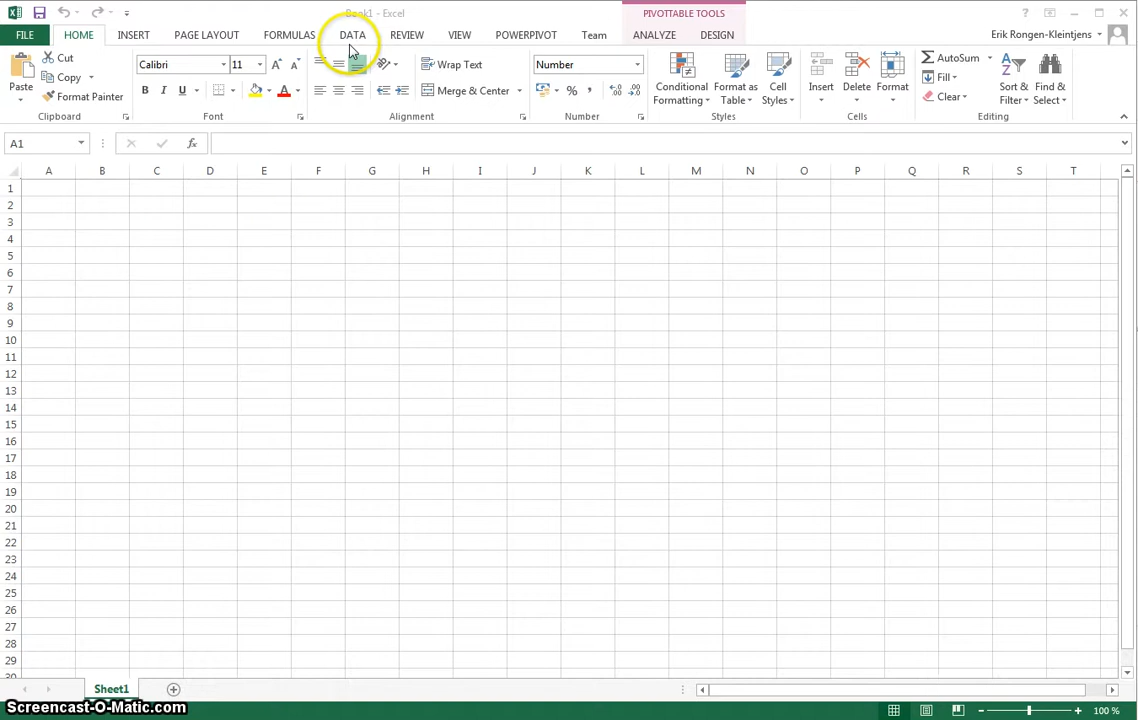 Book1 - Excel
PIVOTTABLE TOOLS
?
FILE HOME INSERT PAGE LAYOUT FORMULAS DATA REVIEW VIEW POWERPIVOT Team ANALYZE DESIGN Erik Rongen-Kleintjens
Cut
Copy
Format Painter
Paste
Clipboard
Calibri 11
B I U
Font
Wrap Text
Merge & Center
Alignment
Number
%
Number
Conditional Formatting
Format as Table
Cell Styles
Styles
Insert
Delete
Format
Cells
AutoSum
Fill
Clear
Sort & Filter
Find & Select
Editing
A1 fx
A B C D E F G H I J K L M N O P Q R S T
1
2
3
4
5
6
7
8
9
10
11
12
13
14
15
16
17
18
19
20
21
22
23
24
25
26
27
28
29
30
Sheet1
Screencast-O-Matic.com
100 %